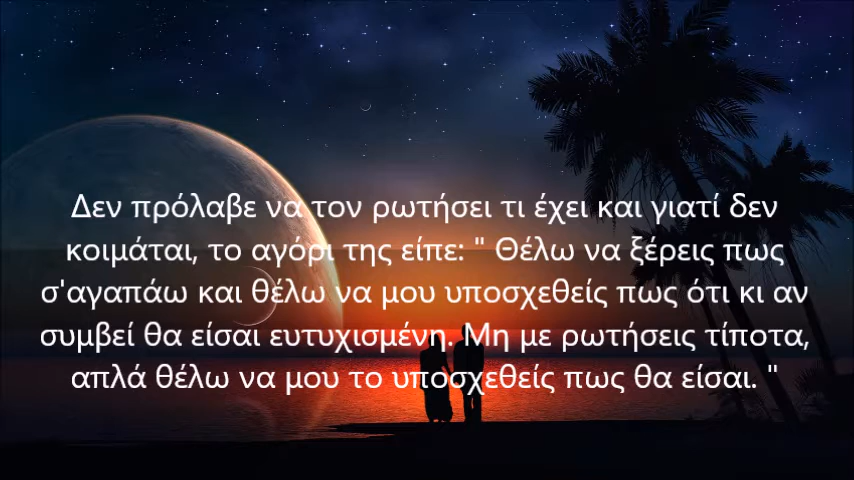 Δεν πρόλαβε να τον ρωτήσει τι έχει και γιατί δεν
κοιμάται, το αγόρι της είπε: " Θέλω να ξέρεις πως
σ'αγαπάω και θέλω να μου υποσχεθείς πως ότι κι αν
συμβεί θα είσαι ευτυχισμένη. Μη με ρωτήσεις τίποτα,
απλά θέλω να μου το υποσχεθείς πως θα είσαι. "